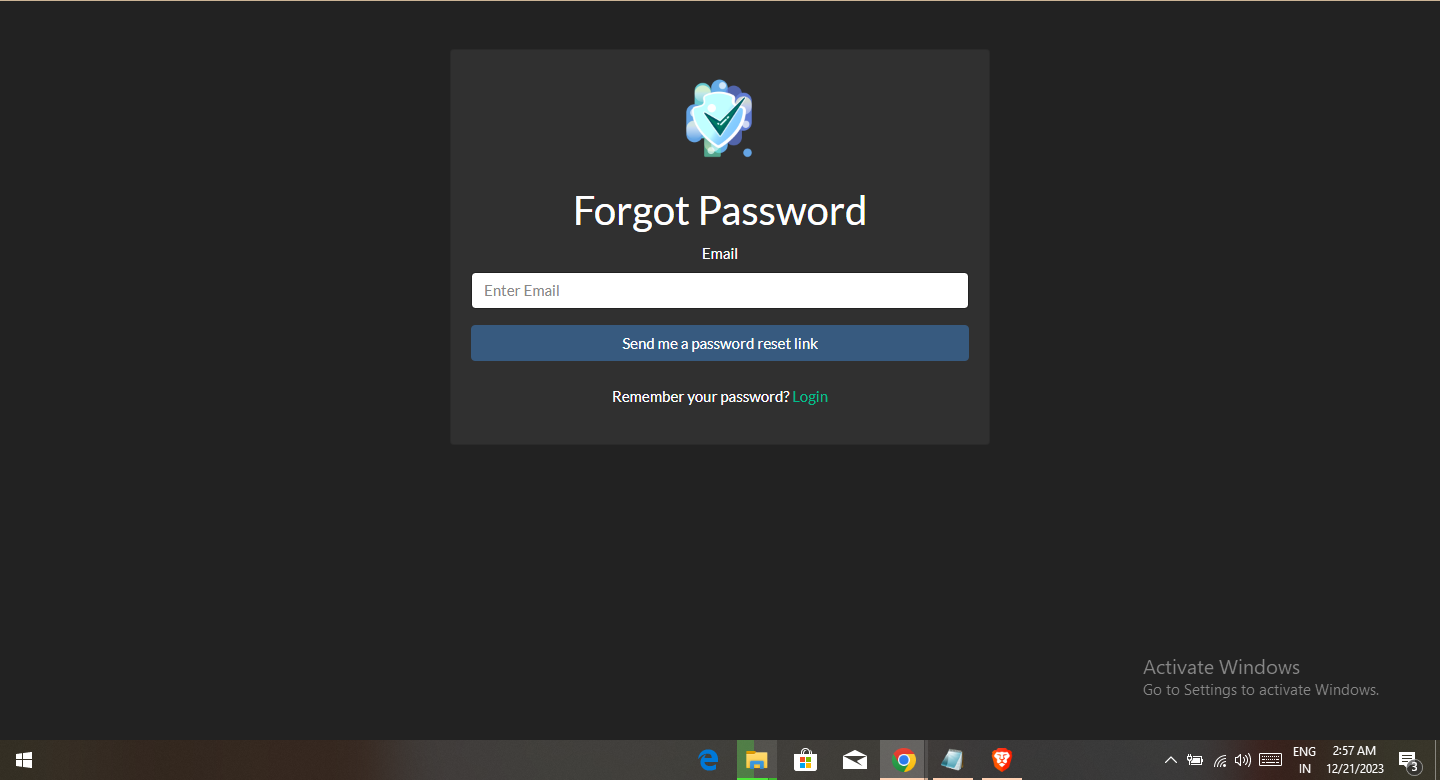 Forgot Password
Email
Enter Email
Send me a password reset link
Remember your password? Login
Activate Windows
Go to Settings to activate Windows.
ENG
IN
2:57 AM
12/21/2023
3